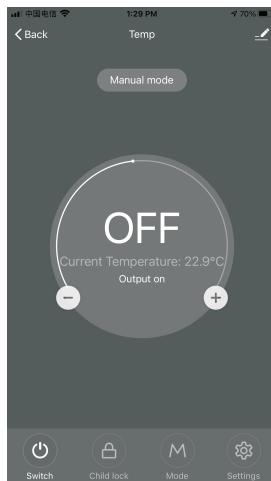 中国电信 1:29 PM 70%
Back Temp
Manual mode
OFF
Current Temperature: 22.9°C
Output on
− +
M
Switch Child lock Mode Settings